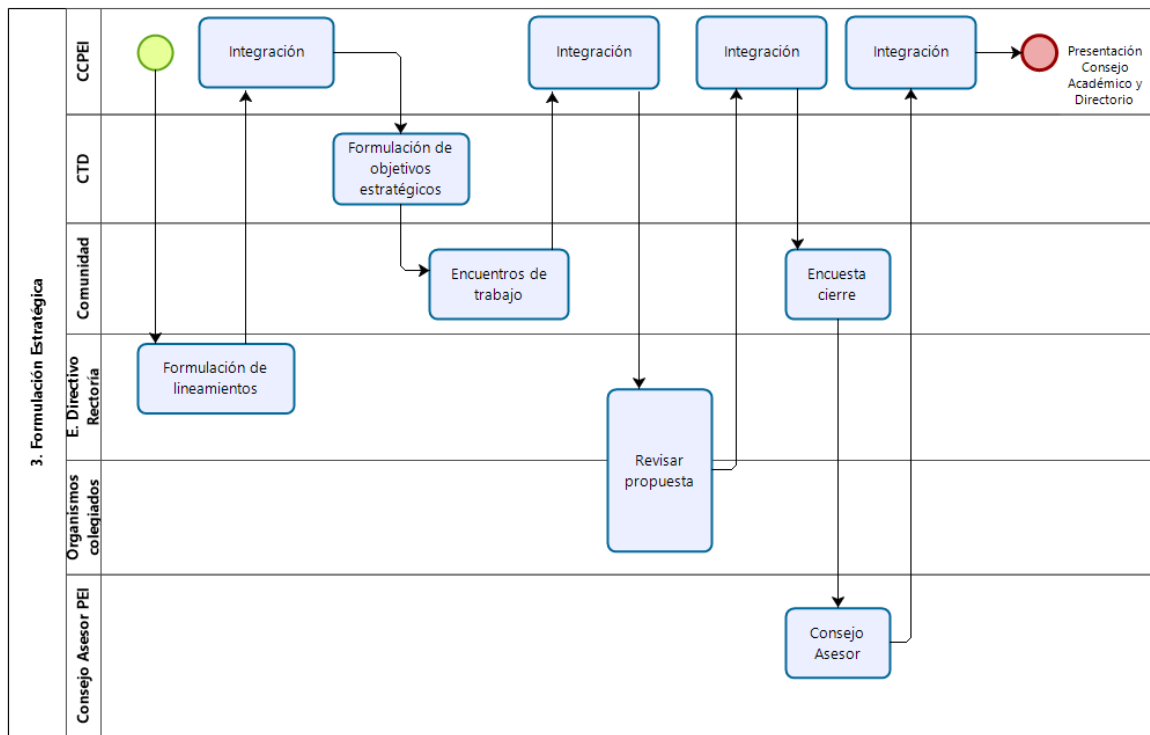 3. Formulación Estratégica
CCPEI
Integración
Integración
Integración
Integración
Presentación
Consejo
Académico y
Directorio
CTD
Formulación de
objetivos
estratégicos
Comunidad
Encuentros de
trabajo
Encuesta
cierre
E. Directivo
Rectoría
Formulación de
lineamientos
Organismos
colegiados
Revisar
propuesta
Consejo Asesor PEI
Consejo
Asesor